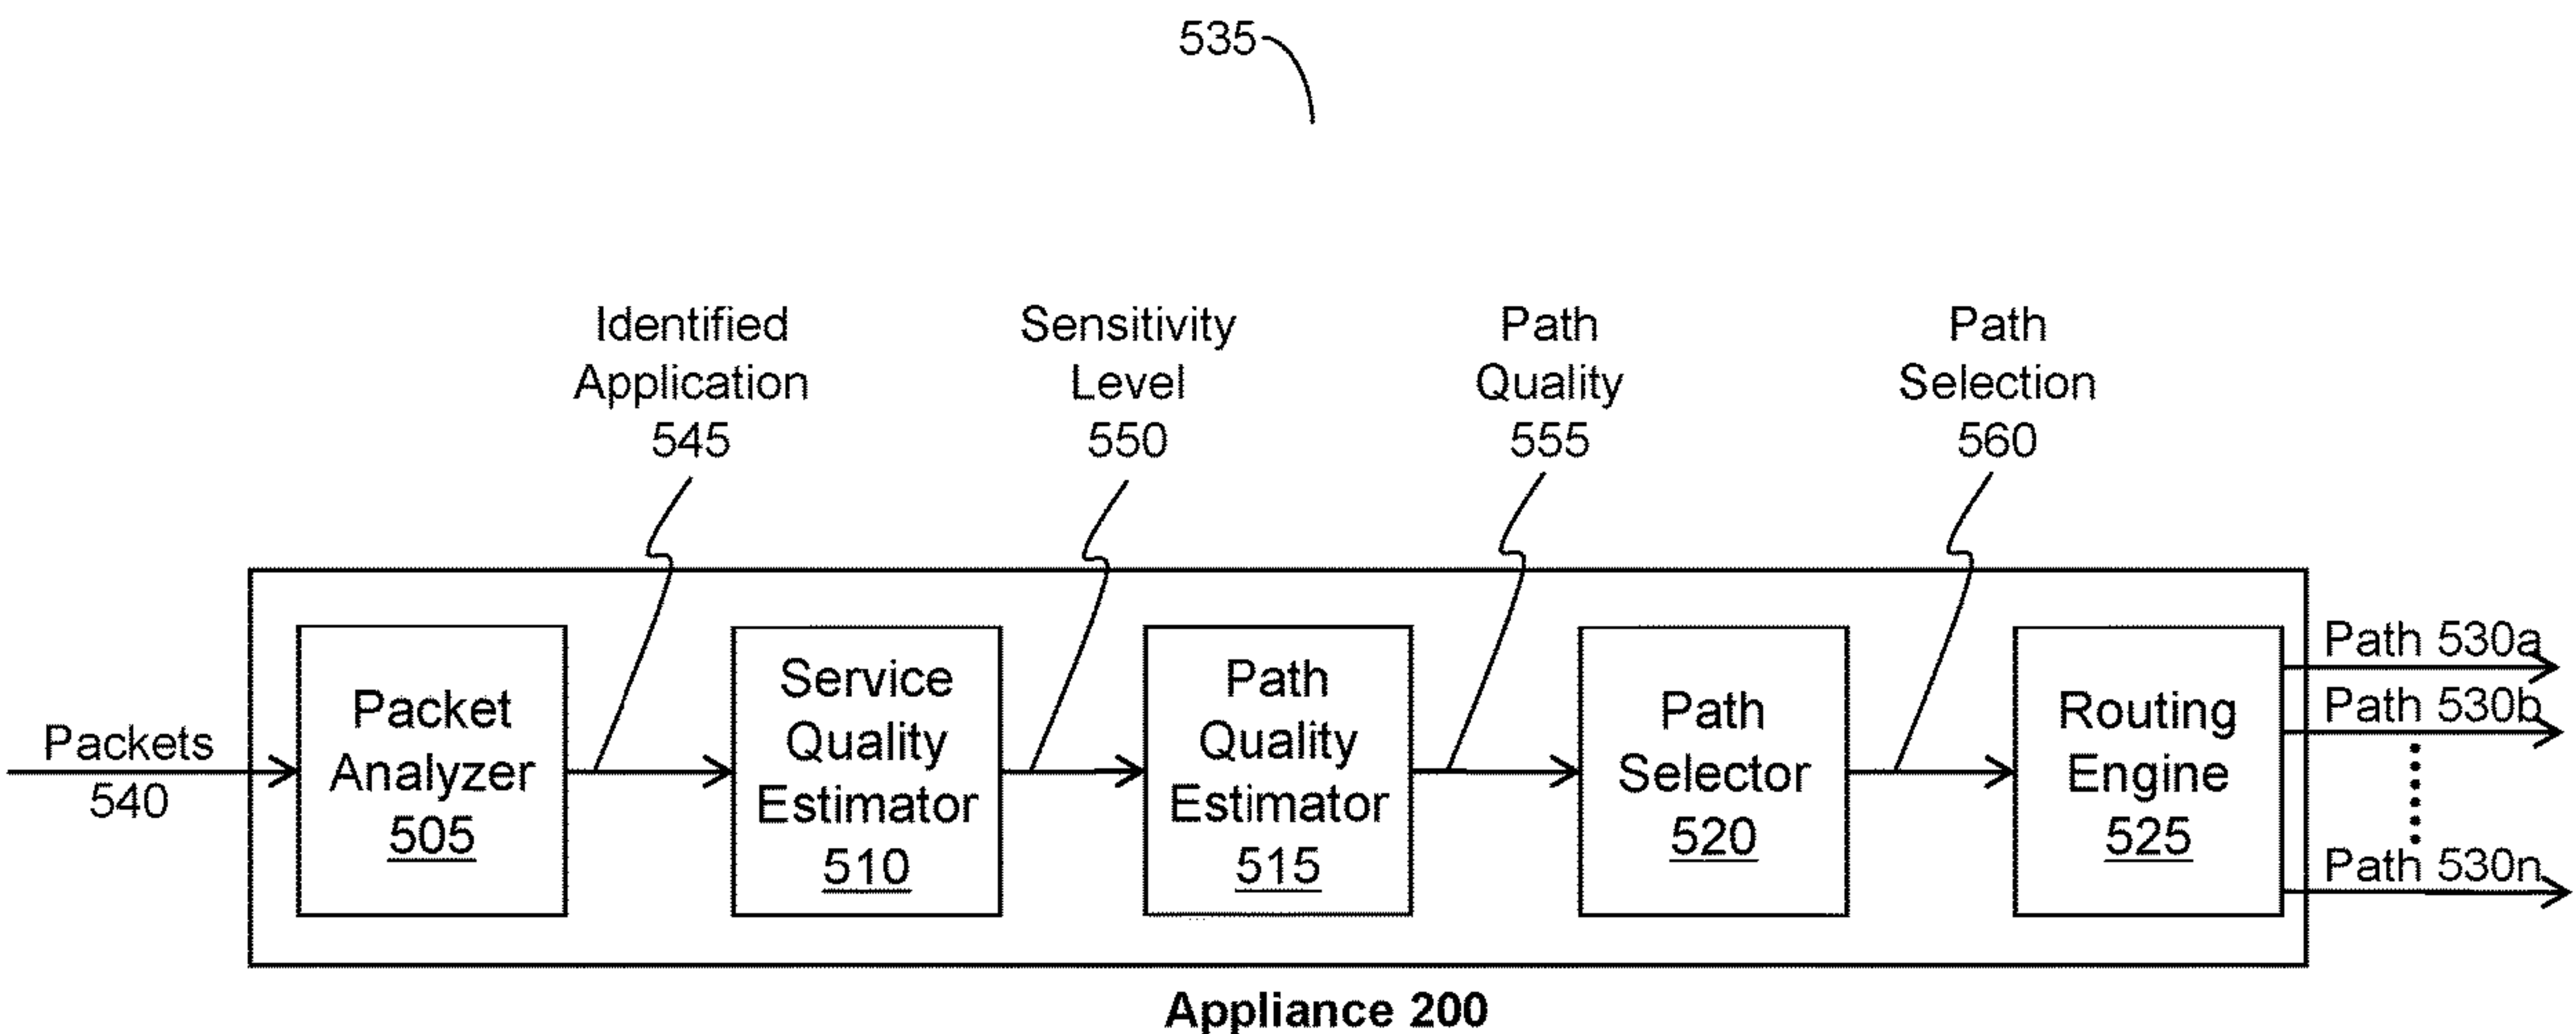 535
Identified
Application
545
Sensitivity
Level
550
Path
Quality
555
Path
Selection
560
Packets
540
Packet
Analyzer
505
Service
Quality
Estimator
510
Path
Quality
Estimator
515
Path
Selector
520
Routing
Engine
525
Path 530a
Path 530b
Path 530n
Appliance 200